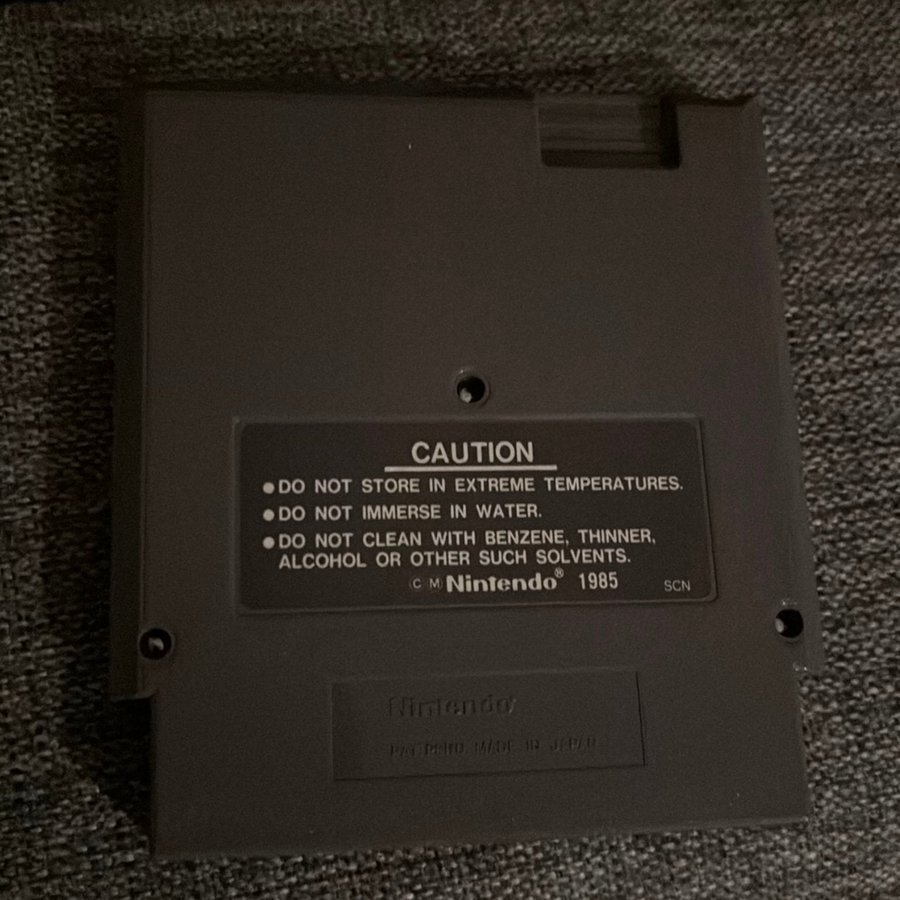 CAUTION
●DO NOT STORE IN EXTREME TEMPERATURES.
●DO NOT IMMERSE IN WATER.
●DO NOT CLEAN WITH BENZENE, THINNER,
ALCOHOL OR OTHER SUCH SOLVENTS.
Ⓒ Ⓜ Nintendo® 1985 SCN
Nintendo®
PAT. PEND. MADE IN JAPAN